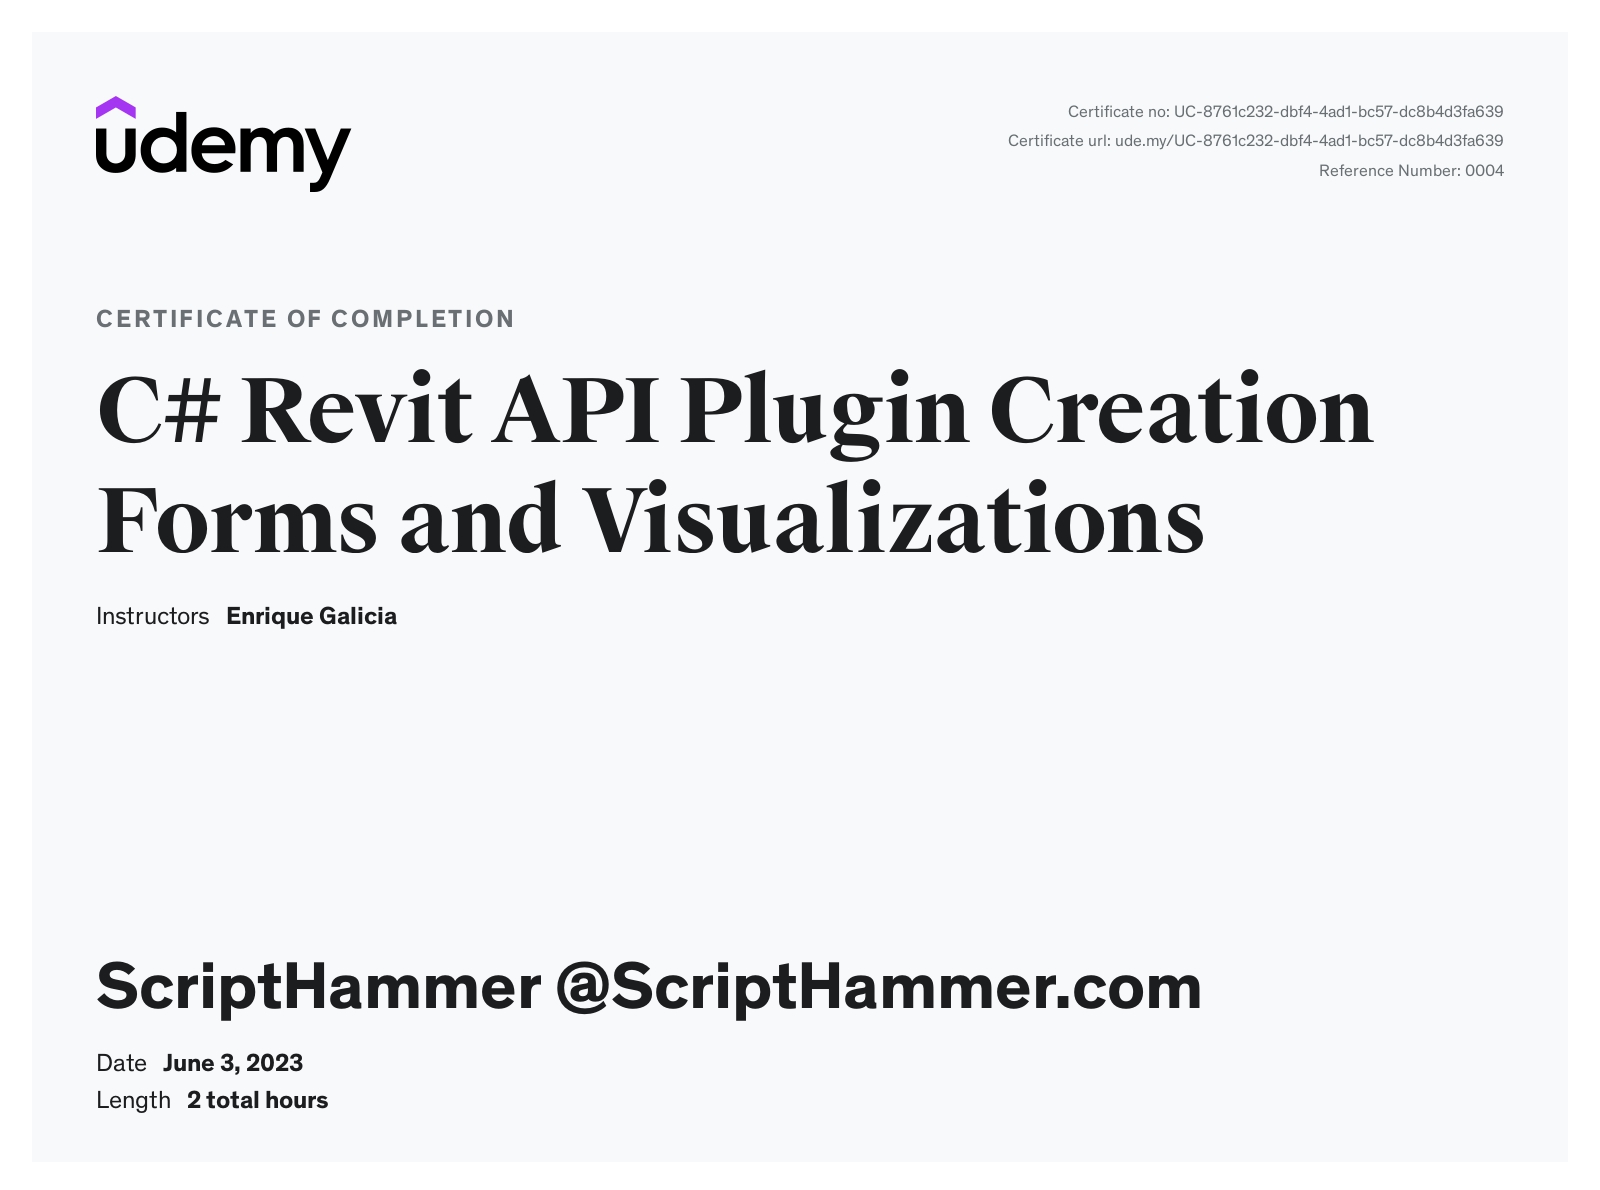 udemy
Certificate no: UC-8761c232-dbf4-4ad1-bc57-dc8b4d3fa639
Certificate url: ude.my/UC-8761c232-dbf4-4ad1-bc57-dc8b4d3fa639
Reference Number: 0004
CERTIFICATE OF COMPLETION
C# Revit API Plugin Creation
Forms and Visualizations
Instructors Enrique Galicia
ScriptHammer @ScriptHammer.com
Date June 3, 2023
Length 2 total hours